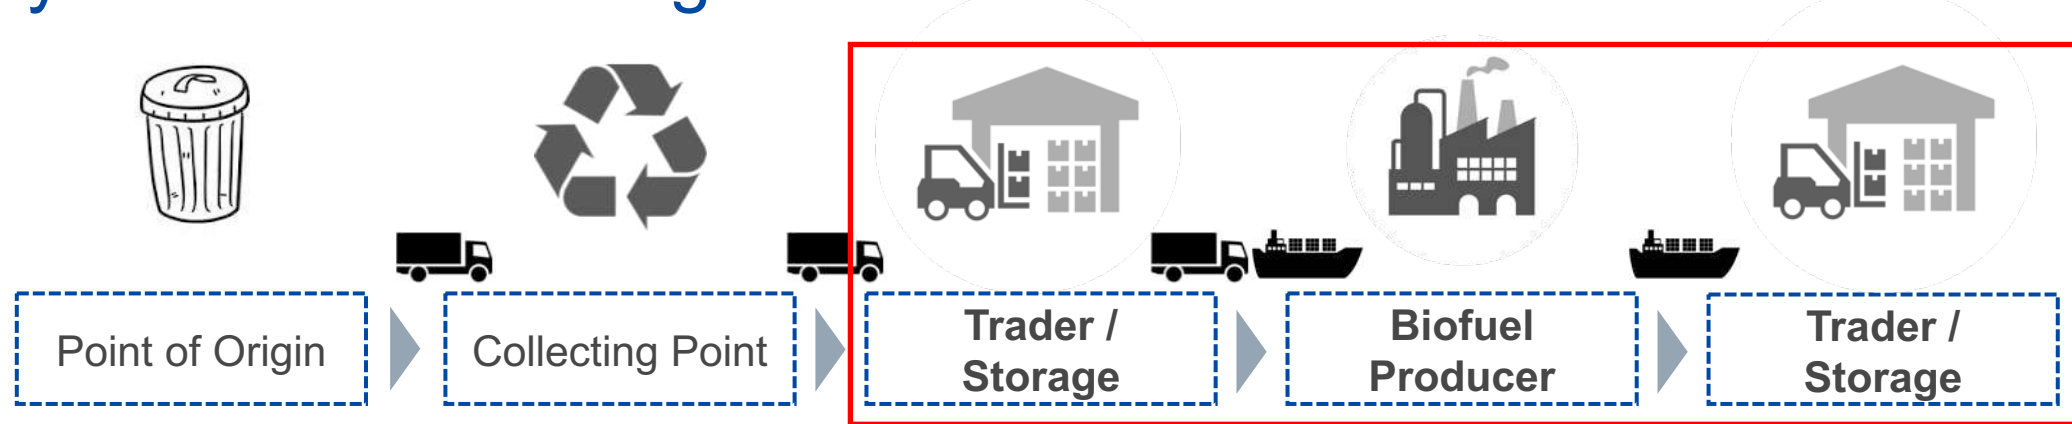 Point of Origin
Collecting Point
Trader /
Storage
Biofuel
Producer
Trader /
Storage